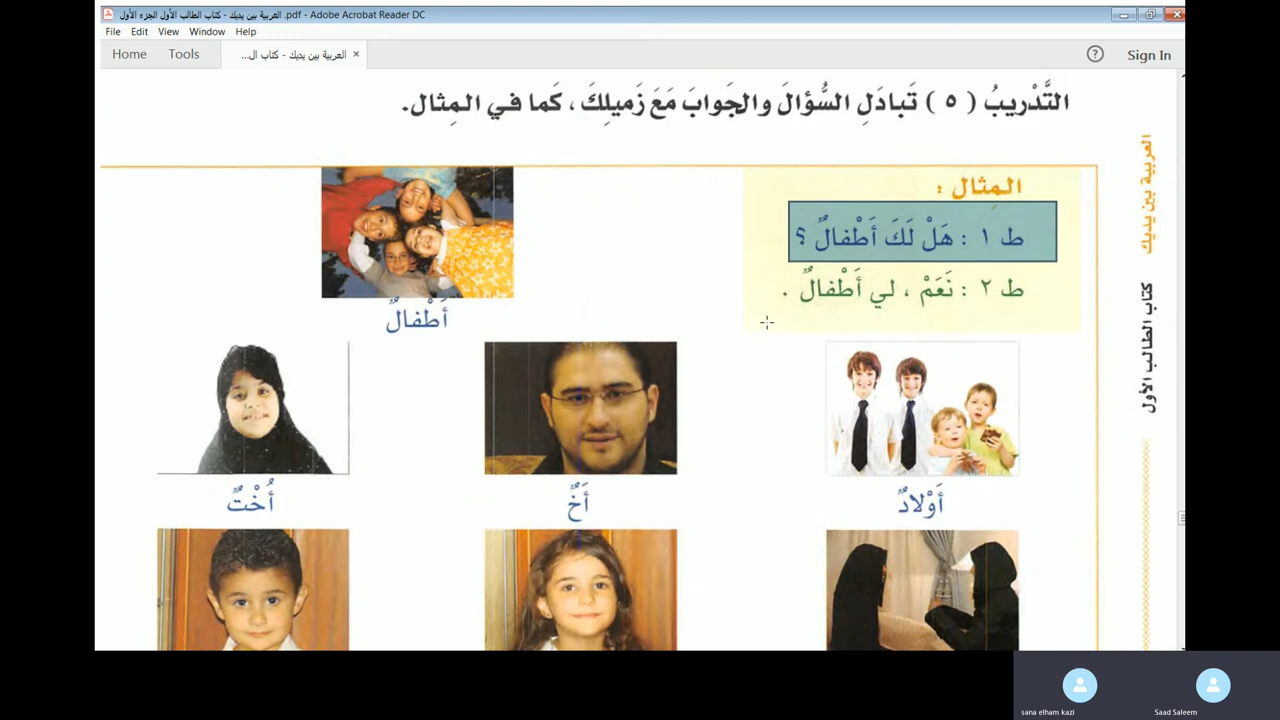 العربية بين يديك - كتاب الطالب الأول الجزء الأول.pdf - Adobe Acrobat Reader DC
File Edit View Window Help
Home Tools العربية بين يديك - كتاب ال... × ? Sign In
التَّدْريبُ ( ٥ ) تَبادَلِ السُّؤالَ والجَوابَ مَعَ زَميلِكَ ، كَما في المِثال.
المِثال :
ط ١ : هَلْ لَكَ أَطْفالٌ ؟
ط ٢ : نَعَمْ ، لي أَطْفالٌ .
أَطْفالٌ
أَوْلادٌ
أَخٌ
أُخْتٌ
العربية بين يديك
كتاب الطالب الأول
sana elham kazi
Saad Saleem